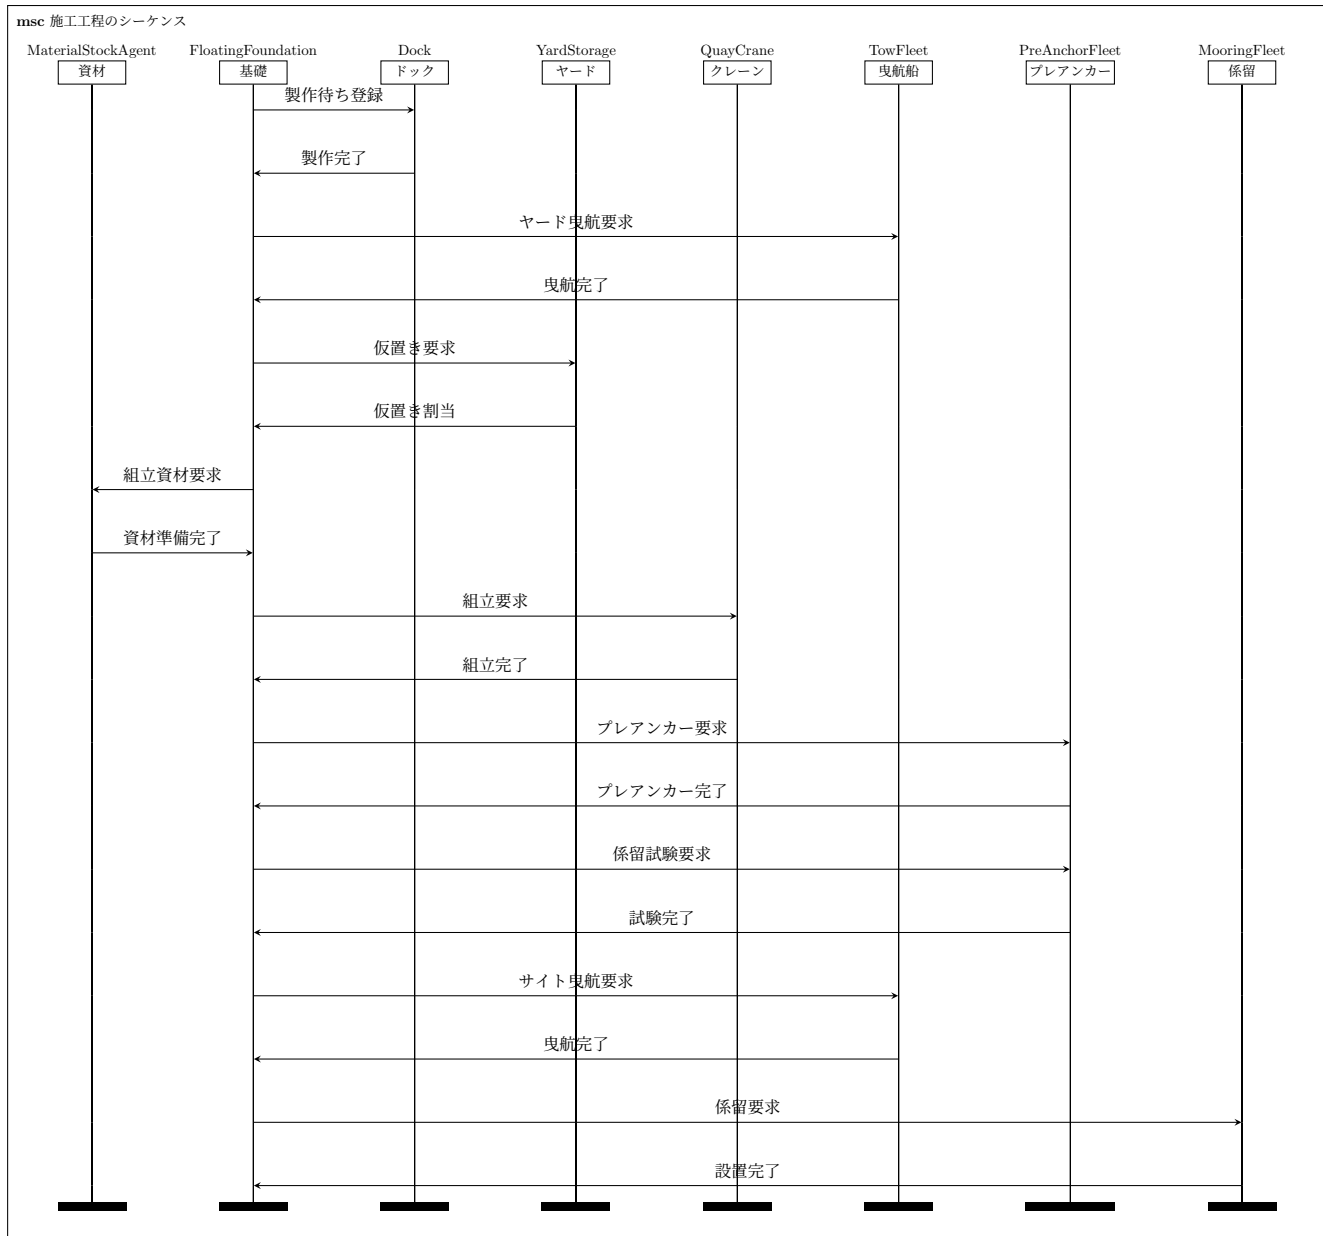 msc 施工工程のシーケンス
MaterialStockAgent FloatingFoundation Dock YardStorage QuayCrane TowFleet PreAnchorFleet MooringFleet
資材 基礎 ドック ヤード クレーン 曳航船 プレアンカー 係留
製作待ち登録
製作完了
ヤード曳航要求
曳航完了
仮置き要求
仮置き割当
組立資材要求
資材準備完了
組立要求
組立完了
プレアンカー要求
プレアンカー完了
係留試験要求
試験完了
サイト曳航要求
曳航完了
係留要求
設置完了